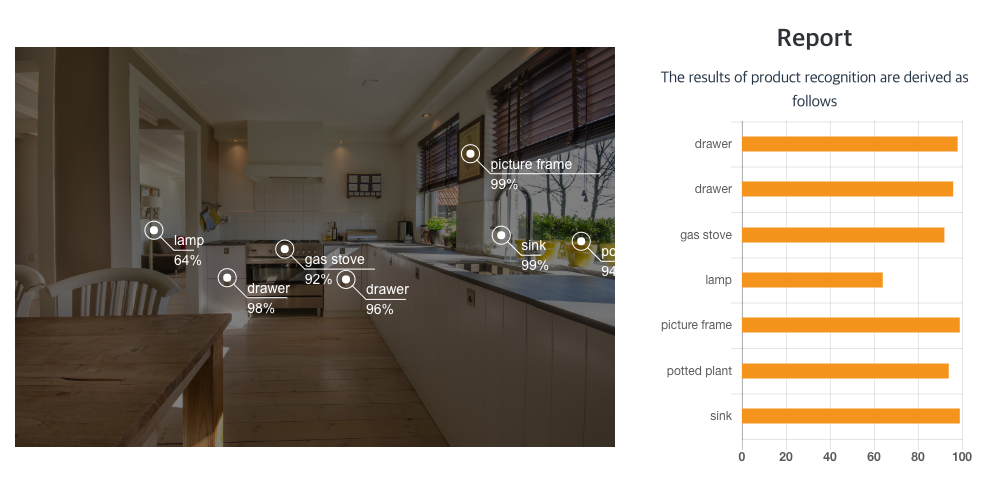 Report
The results of product recognition are derived as
follows
picture frame
99%
lamp
64%
sink
99%
po
94
gas stove
92%
drawer
98%
drawer
96%
drawer
drawer
gas stove
lamp
picture frame
potted plant
sink
0 20 40 60 80 100